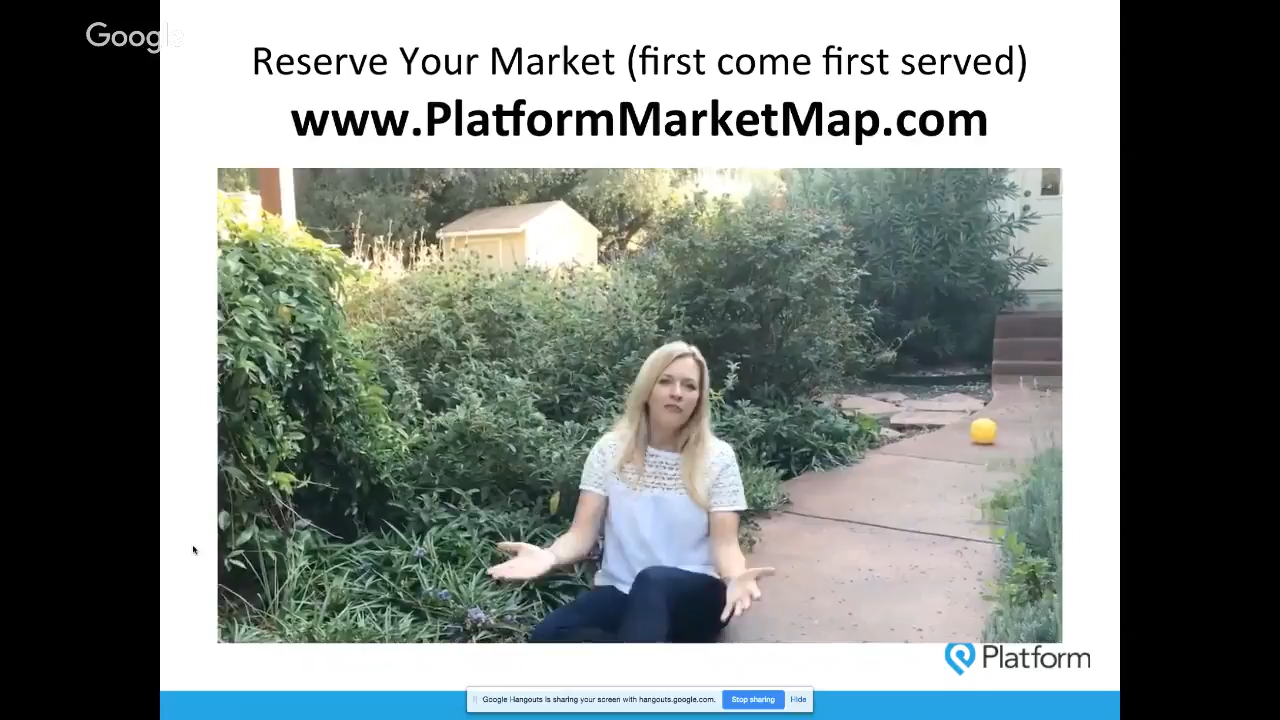 Google
Reserve Your Market (first come first served)
www.PlatformMarketMap.com
Platform
Google Hangouts is sharing your screen with hangouts.google.com.
Stop sharing
Hide